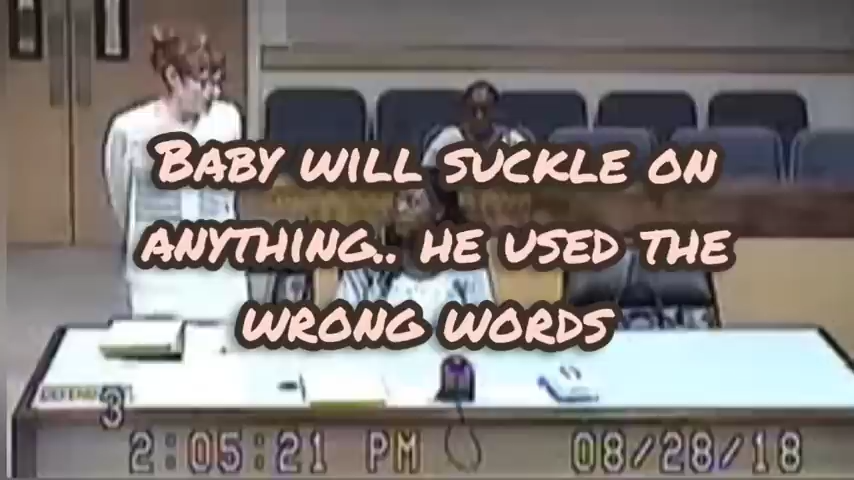 Baby will suckle on
anything.. he used the
wrong words
3
2:05:21 PM 08/28/18